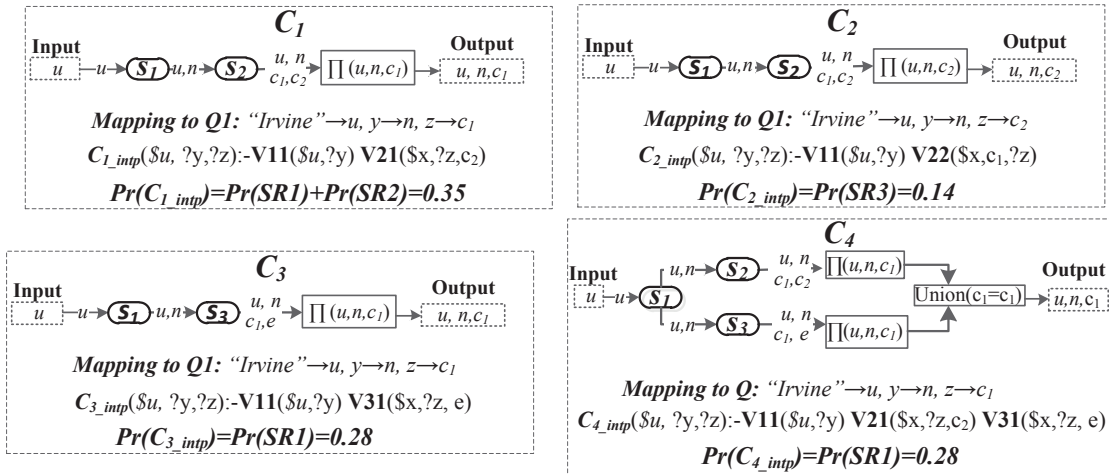 C1
Input Output
u u s1 u,n s2 u, n ∏ (u,n,c1) u, n,c1
c1,c2
Mapping to Q1: “Irvine”→u, y→n, z→c1
C1_intp($u, ?y,?z):-V11($u,?y) V21($x,?z,c2)
Pr(C1_intp)=Pr(SR1)+Pr(SR2)=0.35
C2
Input Output
u u s1 u,n s2 u, n ∏ (u,n,c2) u, n,c2
c1,c2
Mapping to Q1: “Irvine”→u, y→n, z→c2
C2_intp($u, ?y,?z):-V11($u,?y) V22($x,c1,?z)
Pr(C2_intp)=Pr(SR3)=0.14
C3
Input Output
u u s1 u,n s3 u, n ∏ (u,n,c1) u, n,c1
c1,e
Mapping to Q1: “Irvine”→u, y→n, z→c1
C3_intp($u, ?y,?z):-V11($u,?y) V31($x,?z, e)
Pr(C3_intp)=Pr(SR1)=0.28
C4
u,n s2 u, n ∏(u,n,c1)
c1,c2
Input Output
u u s1 Union(c1=c1) u,n,c1
u,n s3 u, n ∏(u,n,c1)
c1, e
Mapping to Q: “Irvine”→u, y→n, z→c1
C4_intp($u, ?y,?z):-V11($u,?y) V21($x,?z,c2) V31($x,?z, e)
Pr(C4_intp)=Pr(SR1)=0.28